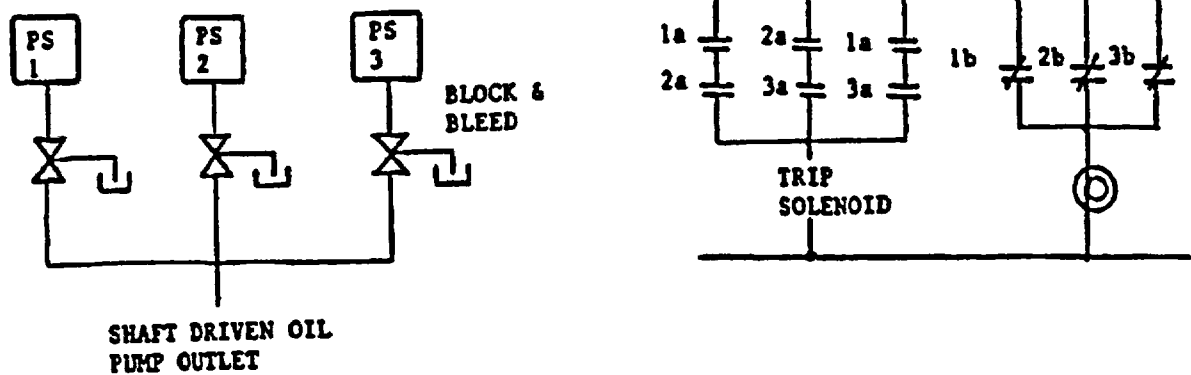 PS
1
PS
2
PS
3
BLOCK &
BLEED
SHAFT DRIVEN OIL
PUMP OUTLET
1a
2a
1a
2a
3a
3a
1b
2b
3b
TRIP
SOLENOID